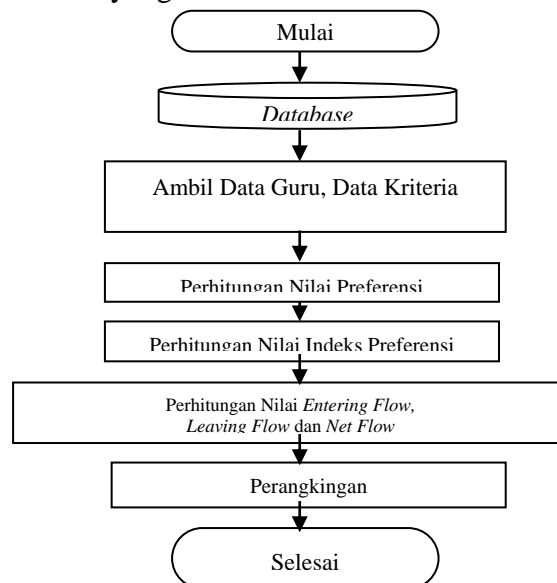 Mulai
Database
Ambil Data Guru, Data Kriteria
Perhitungan Nilai Preferensi
Perhitungan Nilai Indeks Preferensi
Perhitungan Nilai Entering Flow,
Leaving Flow dan Net Flow
Perangkingan
Selesai